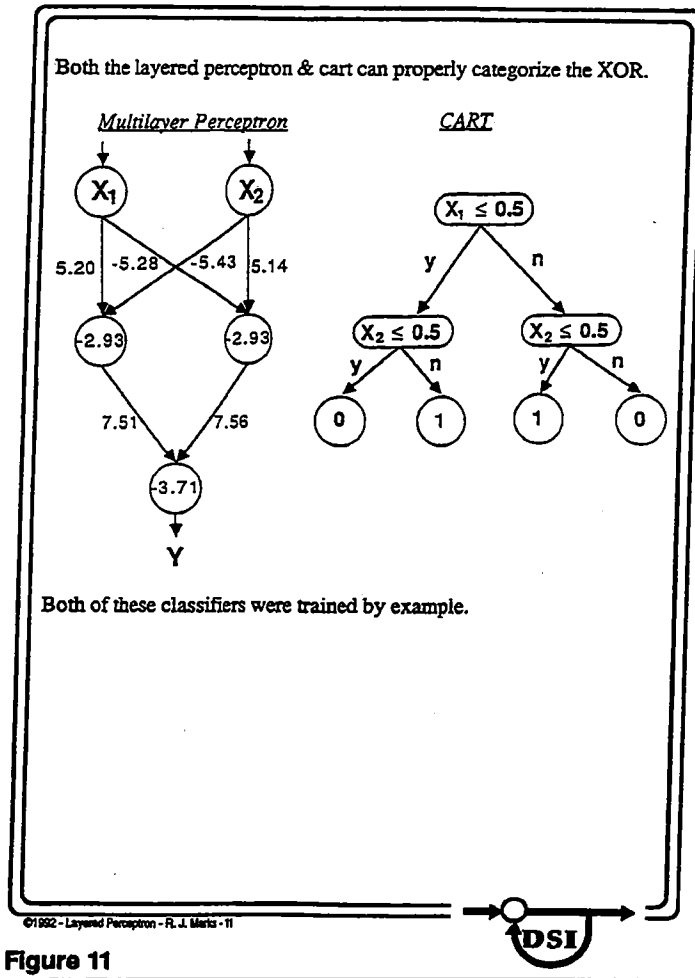 Both the layered perceptron & cart can properly categorize the XOR.
Multilayer Perceptron
CART
X1 X2
5.20 -5.28 -5.43 5.14
-2.93 -2.93
7.51 7.56
-3.71
Y
X1 ≤ 0.5
y n
X2 ≤ 0.5 X2 ≤ 0.5
y n y n
0 1 1 0
Both of these classifiers were trained by example.
©1992 - Layered Perceptron - R. J. Marks - 11
DSI
Figure 11